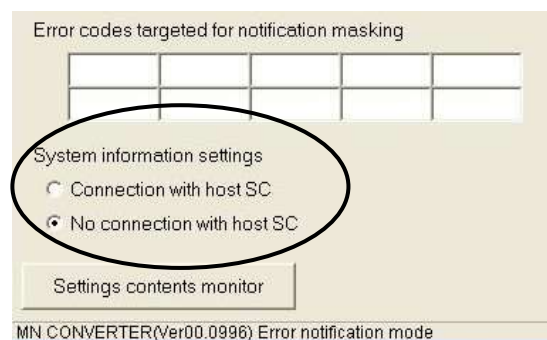 Error codes targeted for notification masking
System information settings
Connection with host SC
No connection with host SC
Settings contents monitor
MN CONVERTER(Ver00.0996) Error notification mode